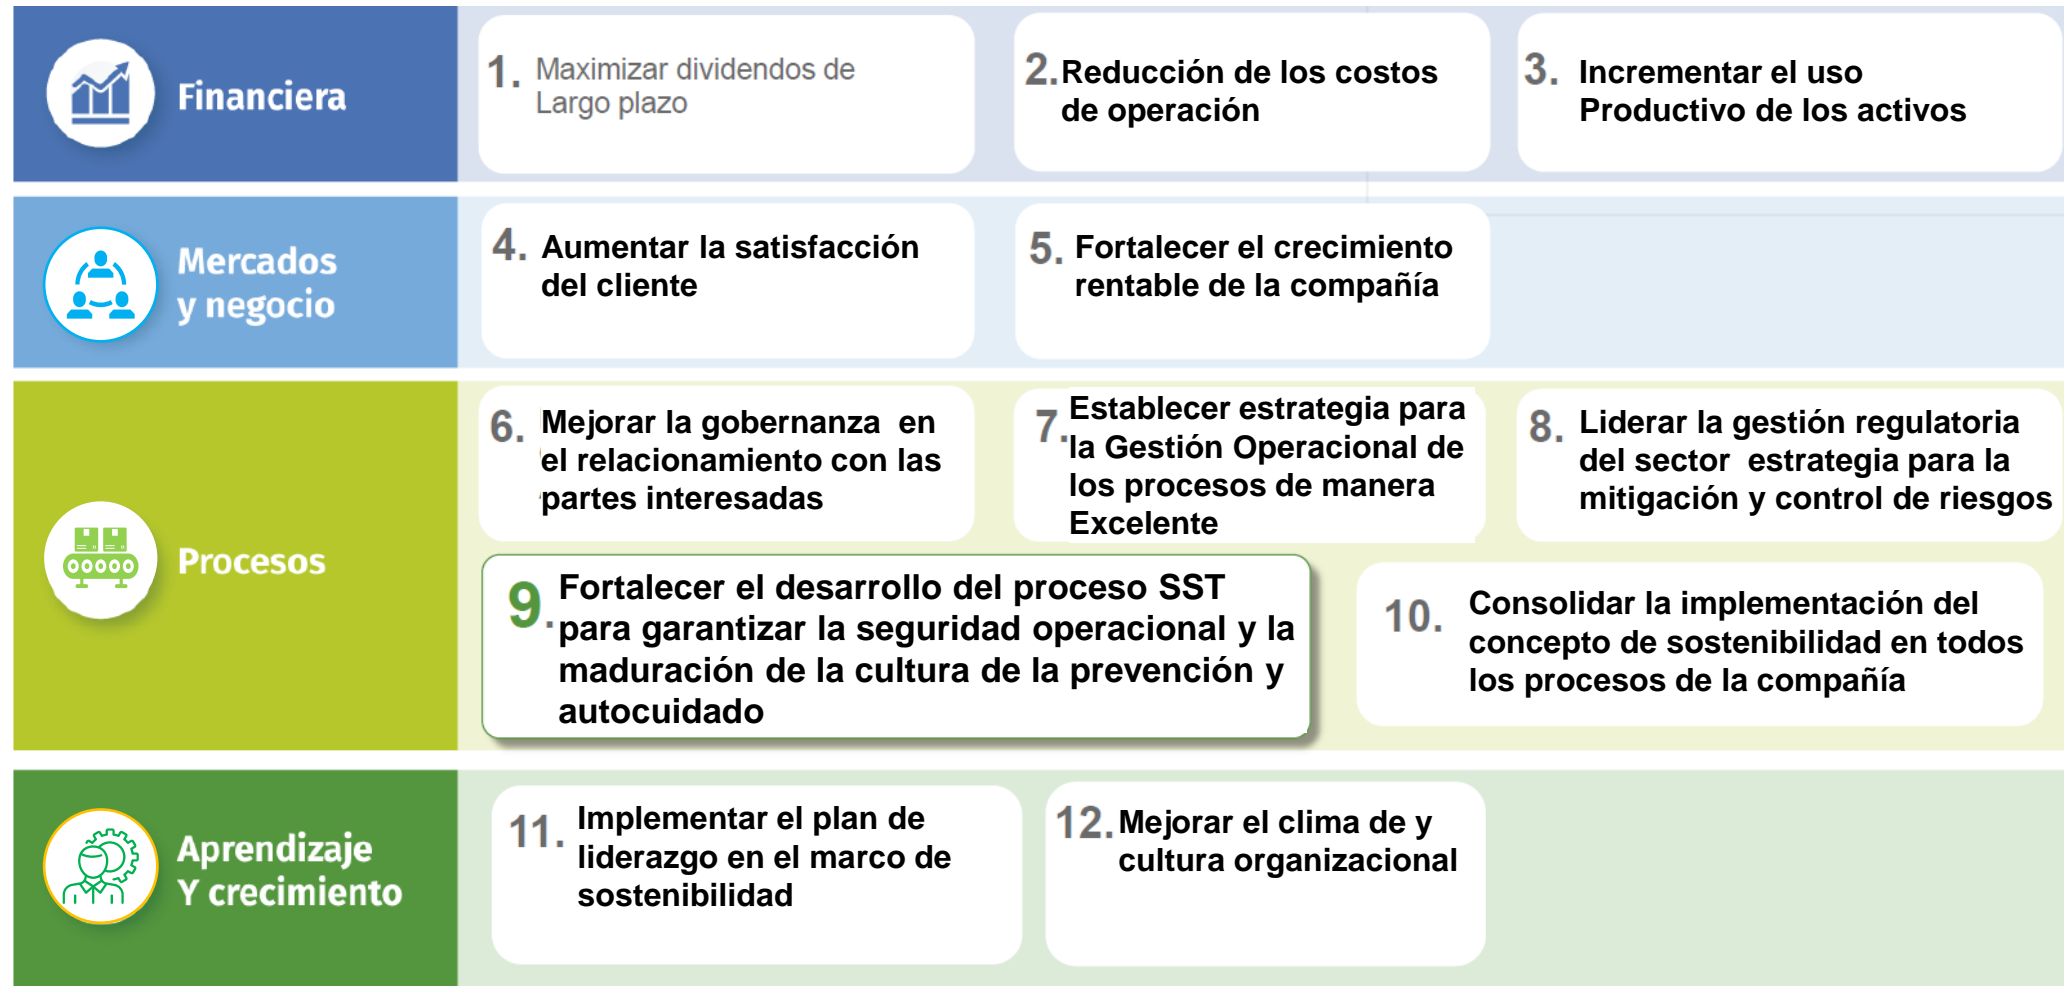 Financiera
1. Maximizar dividendos de
Largo plazo
2. Reducción de los costos
de operación
3. Incrementar el uso
Productivo de los activos
Mercados
y negocio
4. Aumentar la satisfacción
del cliente
5. Fortalecer el crecimiento
rentable de la compañía
Procesos
6. Mejorar la gobernanza en
el relacionamiento con las
partes interesadas
7. Establecer estrategia para
la Gestión Operacional de
los procesos de manera
Excelente
8. Liderar la gestión regulatoria
del sector estrategia para la
mitigación y control de riesgos
9. Fortalecer el desarrollo del proceso SST
para garantizar la seguridad operacional y la
maduración de la cultura de la prevención y
autocuidado
10. Consolidar la implementación del
concepto de sostenibilidad en todos
los procesos de la compañía
Aprendizaje
Y crecimiento
11. Implementar el plan de
liderazgo en el marco de
sostenibilidad
12. Mejorar el clima de y
cultura organizacional